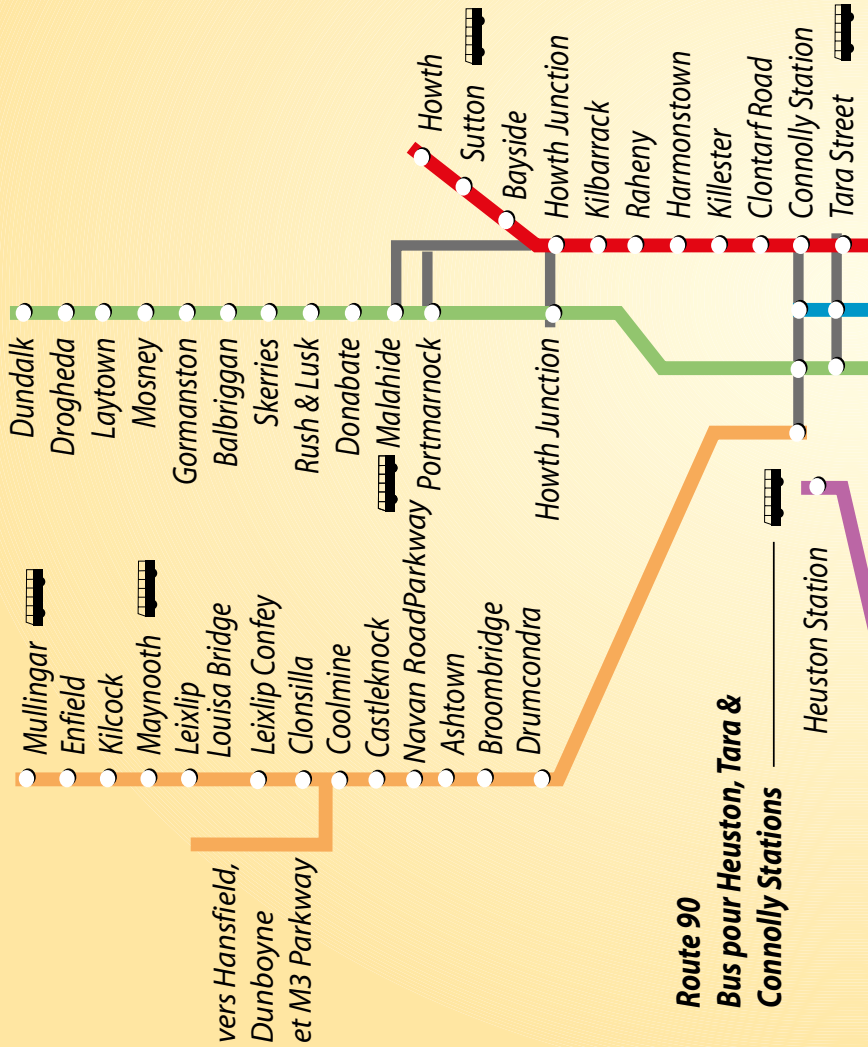 Howth
Sutton
Bayside
Howth Junction
Kilbarrack
Raheny
Harmonstown
Killester
Clontarf Road
Connolly Station
Tara Street
Dundalk
Drogheda
Laytown
Mosney
Gormanston
Balbriggan
Skerries
Rush & Lusk
Donabate
Malahide
Portmarnock
Howth Junction
Mullingar
Enfield
Kilcock
Maynooth
Leixlip
Louisa Bridge
Leixlip Confey
Clonsilla
Coolmine
Castleknock
Navan RoadParkway
Ashtown
Broombridge
Drumcondra
vers Hansfield,
Dunboyne
et M3 Parkway
Heuston Station
Route 90
Bus pour Heuston, Tara &
Connolly Stations